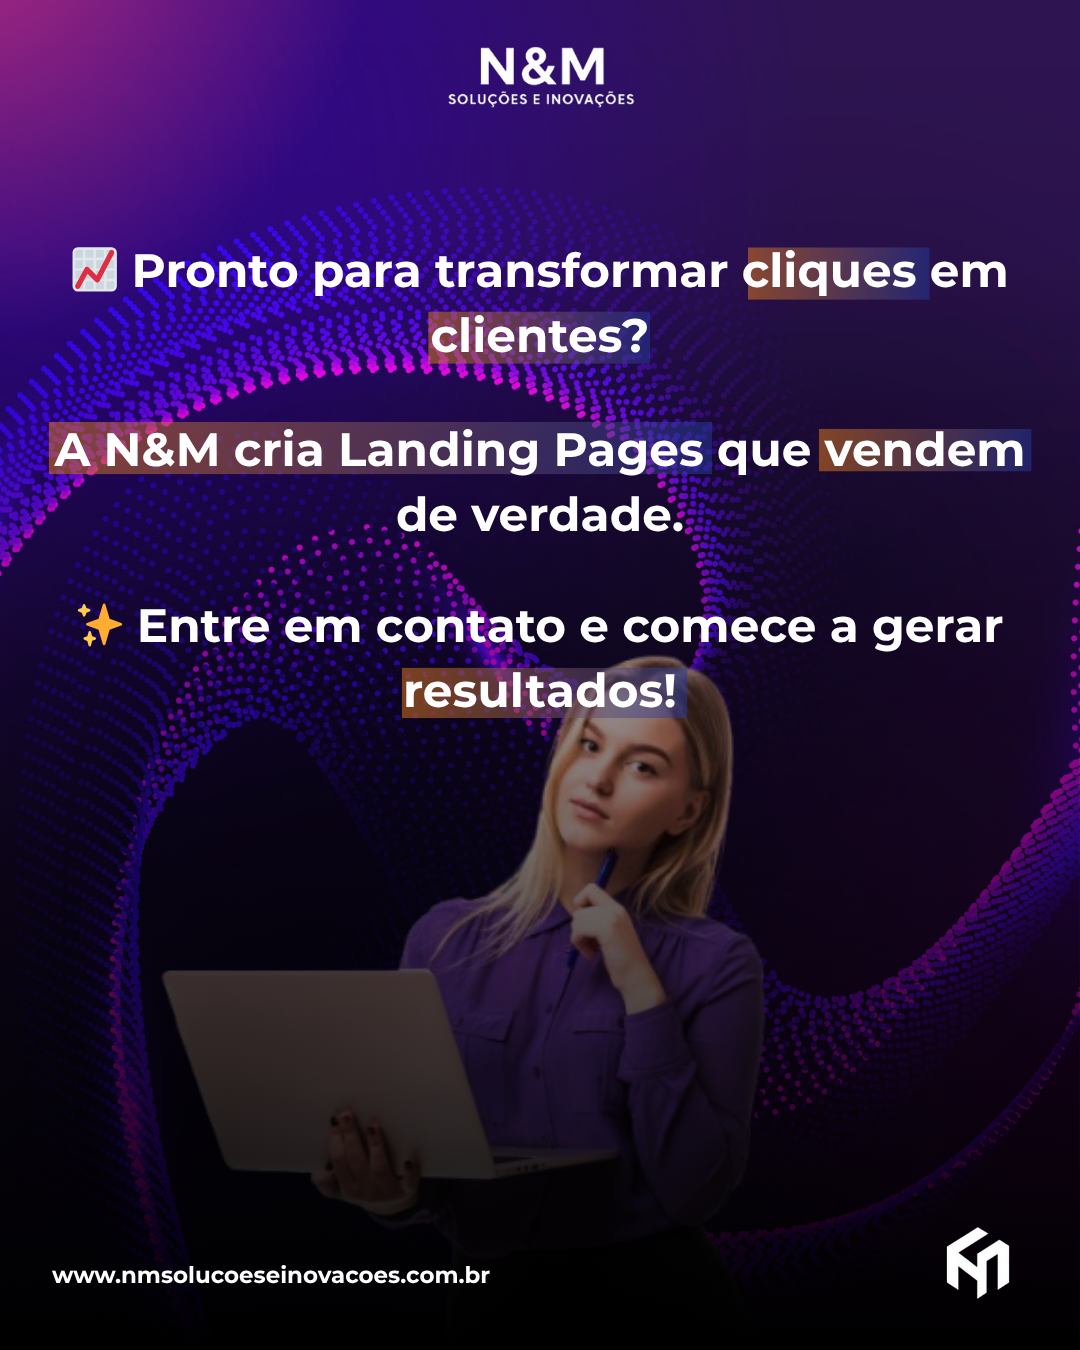 N&M
SOLUÇÕES E INOVAÇÕES
📈 Pronto para transformar cliques em
clientes?
A N&M cria Landing Pages que vendem
de verdade.
✨ Entre em contato e comece a gerar
resultados!
www.nmsolucoeseinovacoes.com.br